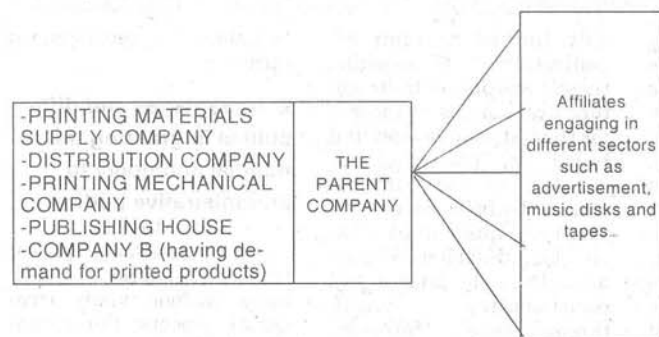 -PRINTING MATERIALS
SUPPLY COMPANY
-DISTRIBUTION COMPANY
-PRINTING MECHANICAL
COMPANY
-PUBLISHING HOUSE
-COMPANY B (having de-
mand for printed products)
THE
PARENT
COMPANY
Affiliates
engaging in
different sectors
such as
advertisement,
music disks and
tapes..